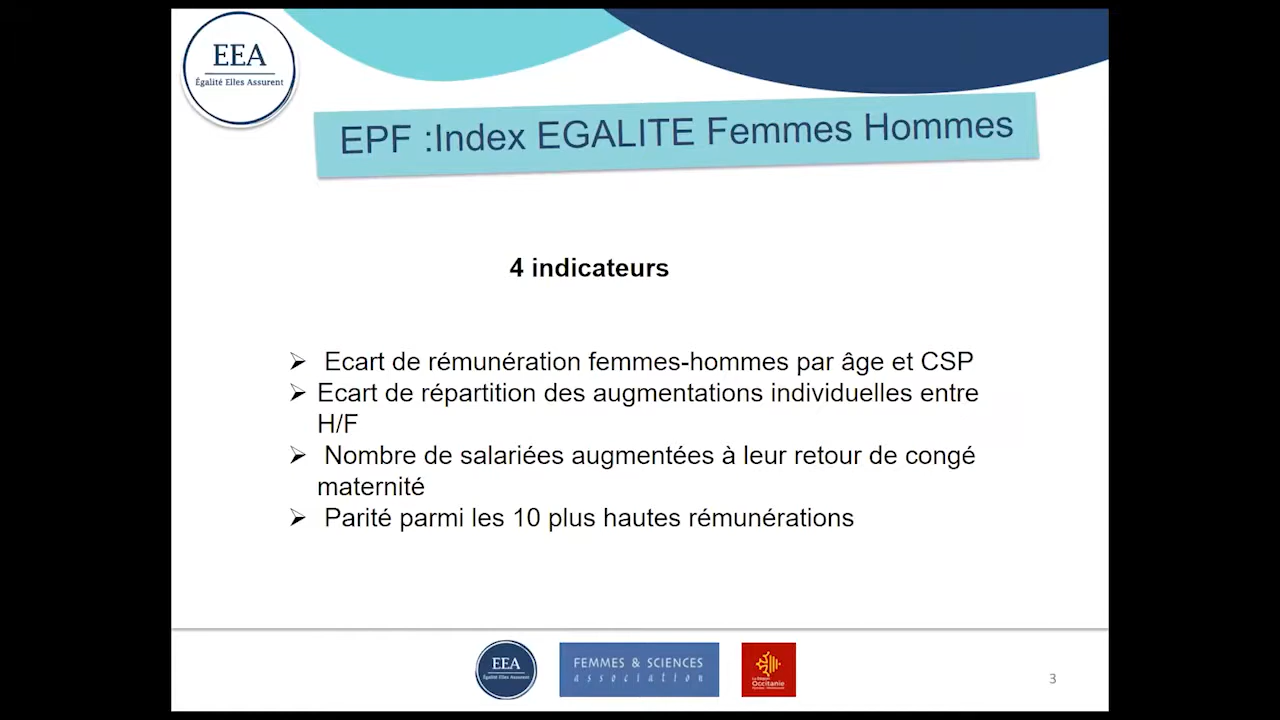 EEA
Égalité Elles Assurent
EPF :Index EGALITE Femmes Hommes
4 indicateurs
Ecart de rémunération femmes-hommes par âge et CSP
Ecart de répartition des augmentations individuelles entre
H/F
Nombre de salariées augmentées à leur retour de congé
maternité
Parité parmi les 10 plus hautes rémunérations
EEA
Égalité Elles Assurent
FEMMES & SCIENCES
association
La Région
Occitanie
3